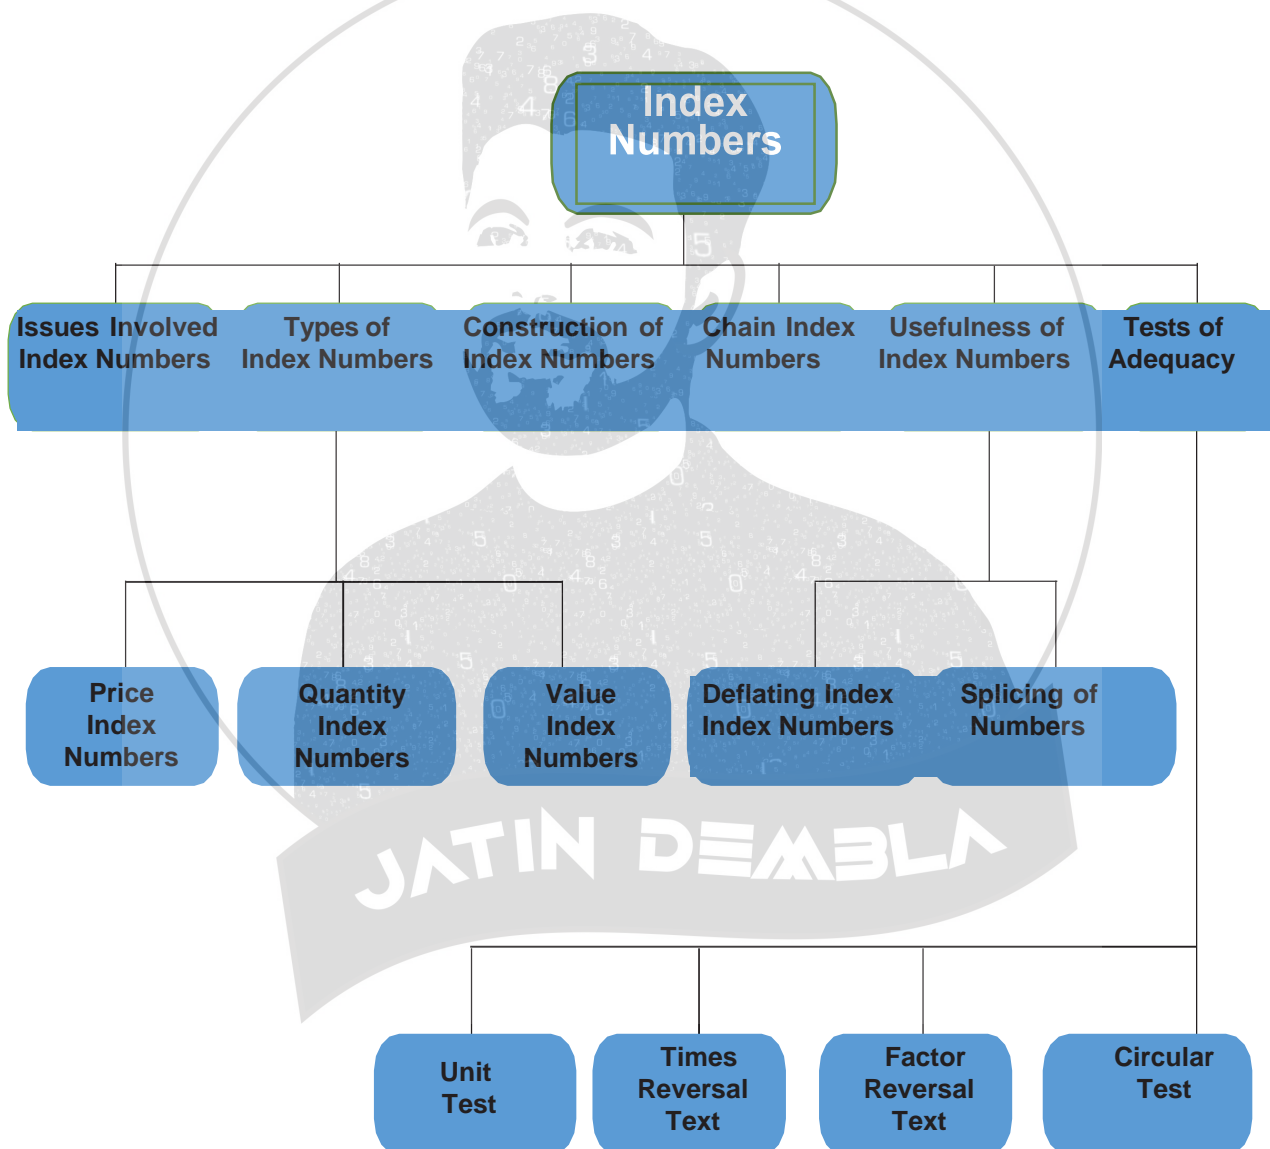 Index
Numbers
Issues Involved
Index Numbers
Types of
Index Numbers
Construction of
Index Numbers
Chain Index
Numbers
Usefulness of
Index Numbers
Tests of
Adequacy
Price
Index
Numbers
Quantity
Index
Numbers
Value
Index
Numbers
Deflating Index
Index Numbers
Splicing of
Numbers
JATIN DEMBLA
Unit
Test
Times
Reversal
Text
Factor
Reversal
Text
Circular
Test